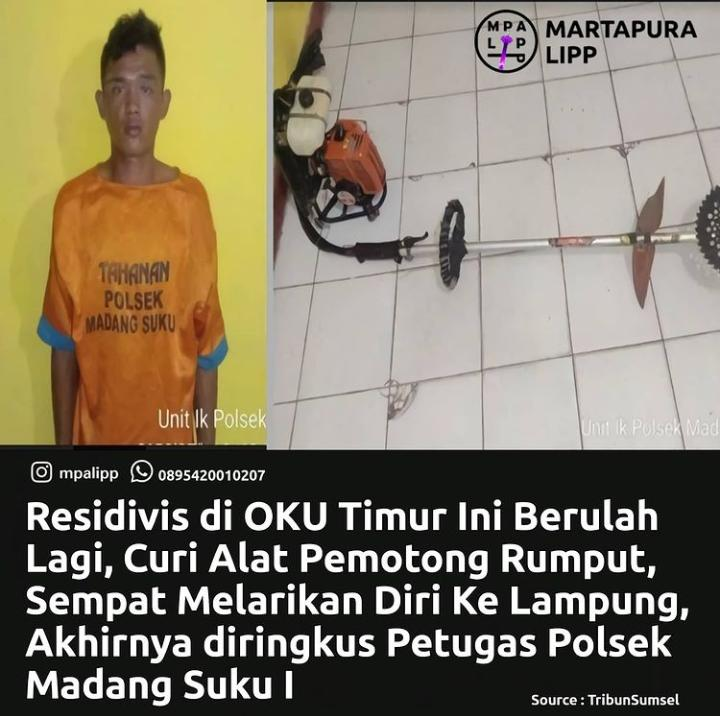 MPA
L P
P
MARTAPURA
LIPP
TAHANAN
POLSEK
MADANG SUKU
Unit Ik Polsek
Unit Ik Polsek Mad
mpalipp 0895420010207
Residivis di OKU Timur Ini Berulah
Lagi, Curi Alat Pemotong Rumput,
Sempat Melarikan Diri Ke Lampung,
Akhirnya diringkus Petugas Polsek
Madang Suku I
Source : TribunSumsel